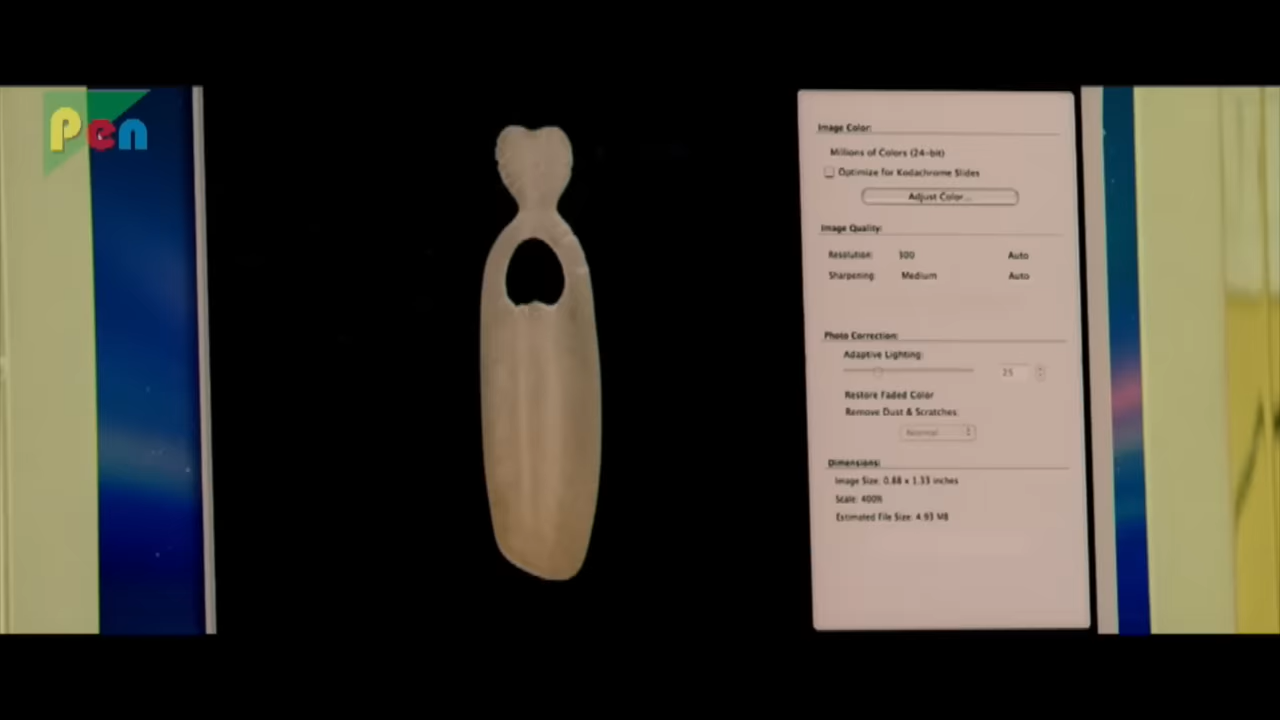 Pen
Image Color:
Millions of Colors (24-bit)
Optimize for Kodachrome Slides
Adjust Color...
Image Quality:
Resolution: 300 Auto
Sharpening: Medium Auto
Photo Correction:
Adaptive Lighting:
25
Restore Faded Color
Remove Dust & Scratches:
Normal
Dimensions:
Image Size: 0.88 x 1.33 inches
Scale: 400%
Estimated File Size: 4.93 MB